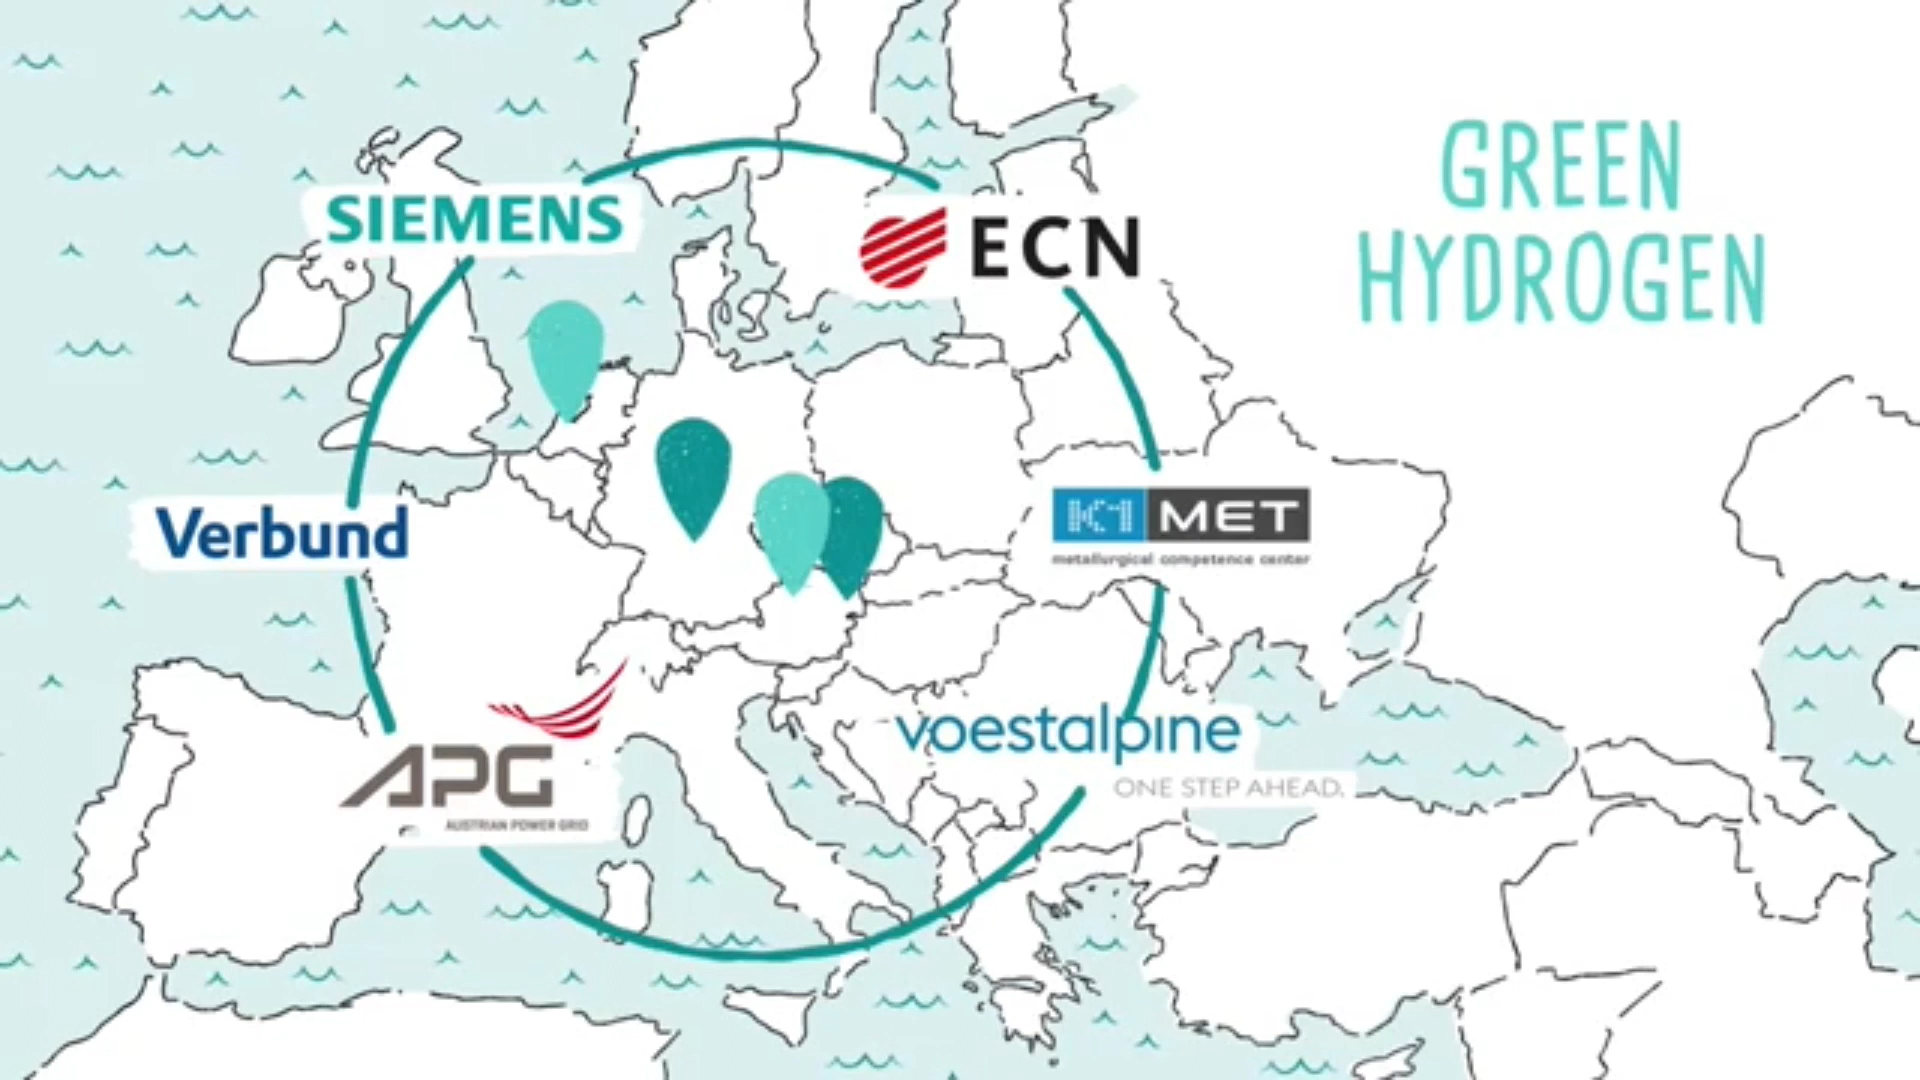 GREEN
HYDROGEN
SIEMENS
ECN
Verbund
K1 MET
metallurgical competence center
APG
AUSTRIAN POWER GRID
voestalpine
ONE STEP AHEAD.